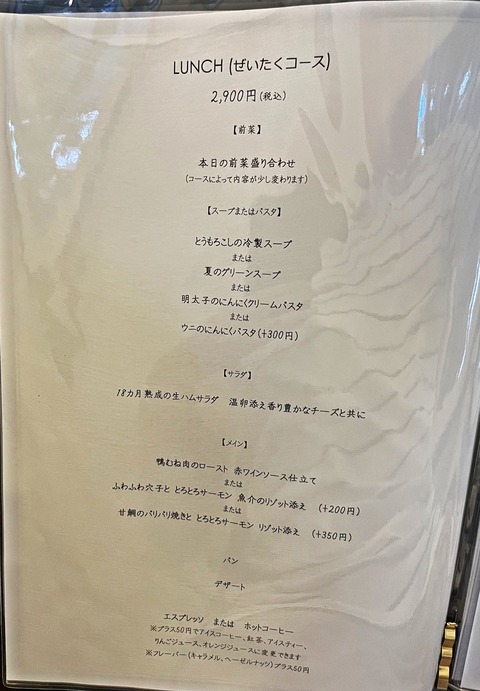 LUNCH (ぜいたくコース)
2,900円(税込)
【前菜】
本日の前菜盛り合わせ
(コースによって内容が少し変わります)
【スープまたはパスタ】
とうもろこしの冷製スープ
または
夏のグリーンスープ
または
明太子のにんにくクリームパスタ
または
ウニのにんにくパスタ(+300円)
【サラダ】
18カ月熟成の生ハムサラダ 温卵添え香り豊かなチーズと共に
【メイン】
鴨むね肉のロースト 赤ワインソース仕立て
または
ふわふわ穴子と とろとろサーモン 魚介のリゾット添え (+200円)
または
甘鯛のパリパリ焼きと とろとろサーモン リゾット添え (+350円)
パン
デザート
エスプレッソ または ホットコーヒー
※プラス50円でアイスコーヒー、紅茶、アイスティー、
りんごジュース、オレンジジュースに変更できます
※フレーバー(キャラメル、ヘーゼルナッツ)プラス50円